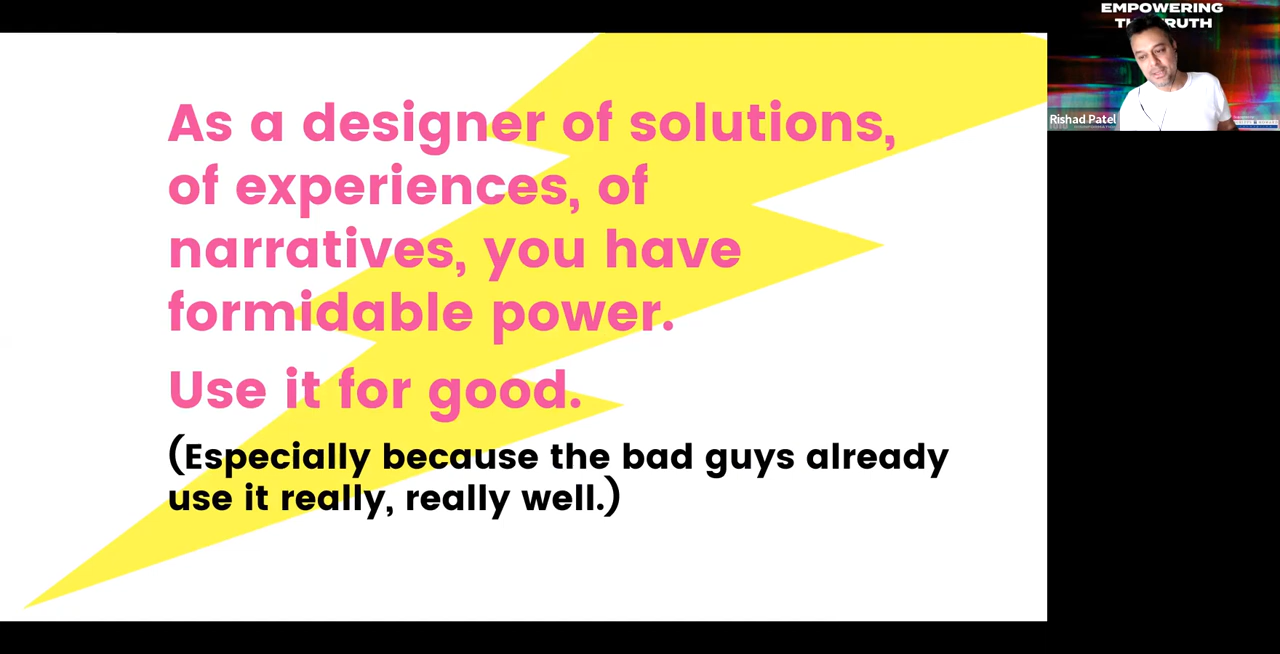 As a designer of solutions,
of experiences, of
narratives, you have
formidable power.
Use it for good.
(Especially because the bad guys already
use it really, really well.)
EMPOWERING
Rishad Patel